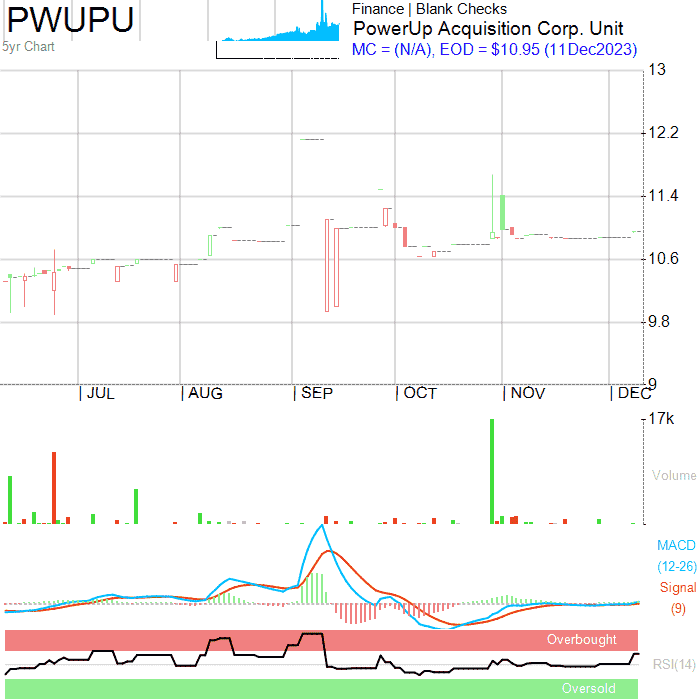 PWUPU
5yr Chart
Finance | Blank Checks
PowerUp Acquisition Corp. Unit
MC = (N/A), EOD = $10.95 (11Dec2023)
13
12.2
11.4
10.6
9.8
9
| JUL | AUG | SEP | OCT | NOV | DEC
17k
Volume
MACD
(12-26)
Signal
(9)
Overbought
RSI(14)
Oversold